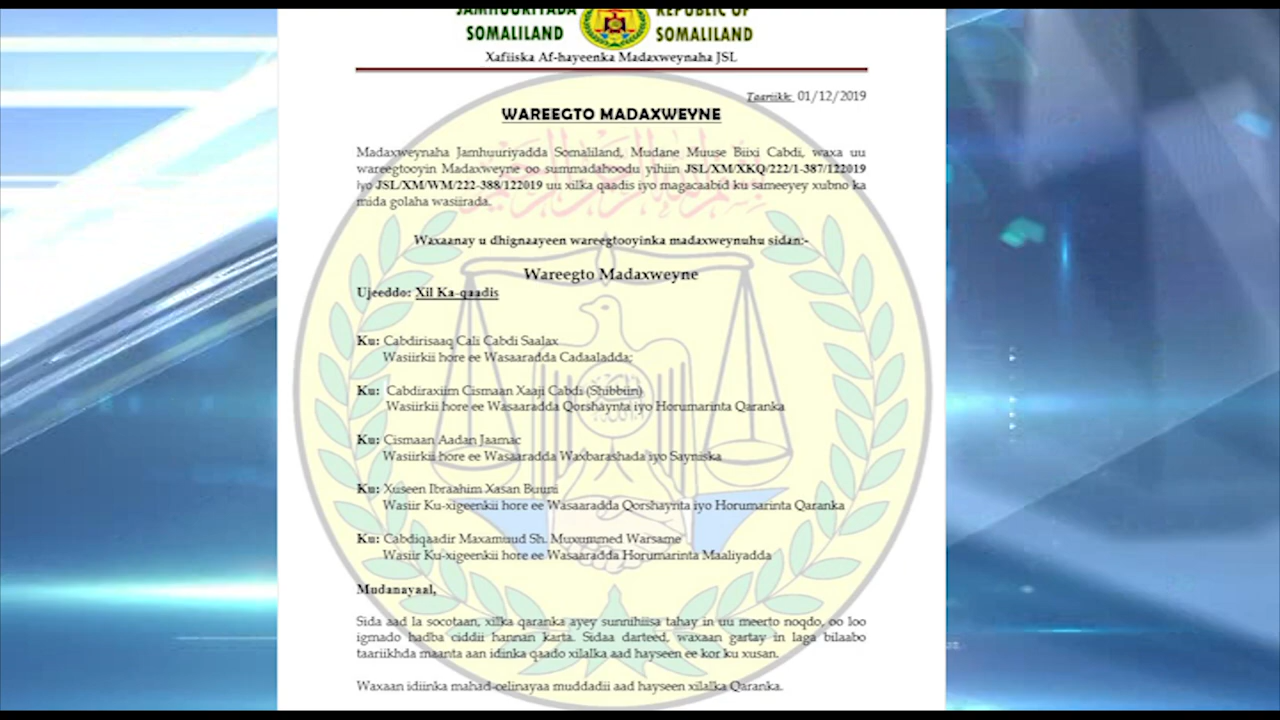 JAMHUURIYADA REPUBLIC OF
SOMALILAND SOMALILAND
Xafiiska Af-hayeenka Madaxweynaha JSL
Taariikh: 01/12/2019
WAREEGTO MADAXWEYNE
Madaxweynaha Jamhuuriyadda Somaliland, Mudane Muuse Biixi Cabdi, waxa uu
wareegtooyin Madaxweyne oo summadahoodu yihiin JSL/XM/XKQ/222/1-387/122019
iyo JSL/XM/WM/222-388/122019 uu xilka qaadis iyo magacaabid ku sameeyey xubno ka
mida golaha wasiirada.
Waxaanay u dhignaayeen wareegtooyinka madaxweynuhu sidan:-
Wareegto Madaxweyne
Ujeeddo: Xil Ka-qaadis
Ku: Cabdirisaaq Cali Cabdi Saalax
Wasiirkii hore ee Wasaaradda Cadaaladda;
Ku: Cabdiraxiim Cismaan Xaaji Cabdi (Shibbiin)
Wasiirkii hore ee Wasaaradda Qorshaynta iyo Horumarinta Qaranka
Ku: Cismaan Aadan Jaamac
Wasiirkii hore ee Wasaaradda Waxbarashada iyo Sayniska
Ku: Xuseen Ibraahim Xasan Buuni
Wasiir Ku-xigeenkii hore ee Wasaaradda Qorshaynta iyo Horumarinta Qaranka
Ku: Cabdiqaadir Maxamuud Sh. Muxummed Warsame
Wasiir Ku-xigeenkii hore ee Wasaaradda Horumarinta Maaliyadda
Mudanayaal,
Sida aad la socotaan, xilka qaranka ayey sunnihiisa tahay in uu meerto noqdo, oo loo
igmado hadba ciddii hannan karta. Sidaa darteed, waxaan gartay in laga bilaabo
taariikhda maanta aan idinka qaado xilalka aad hayseen ee kor ku xusan.
Waxaan idiinka mahad-celinayaa muddadii aad hayseen xilalka Qaranka.